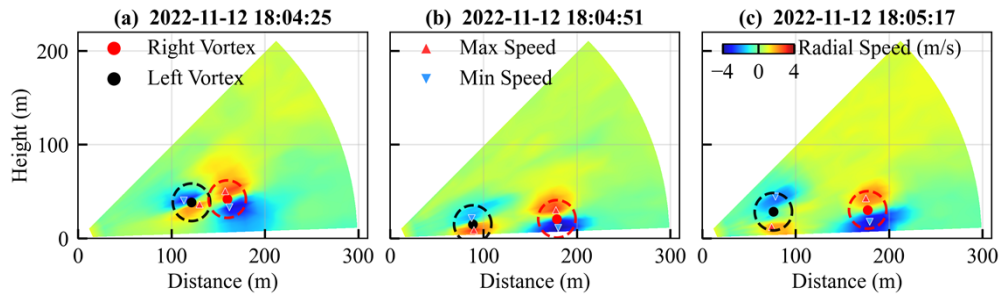 (a) 2022-11-12 18:04:25
(b) 2022-11-12 18:04:51
(c) 2022-11-12 18:05:17
Right Vortex
Left Vortex
Max Speed
Min Speed
Radial Speed (m/s)
−4 0 4
Height (m)
200
100
0
0 100 200 300
0 100 200 300
0 100 200 300
Distance (m)
Distance (m)
Distance (m)